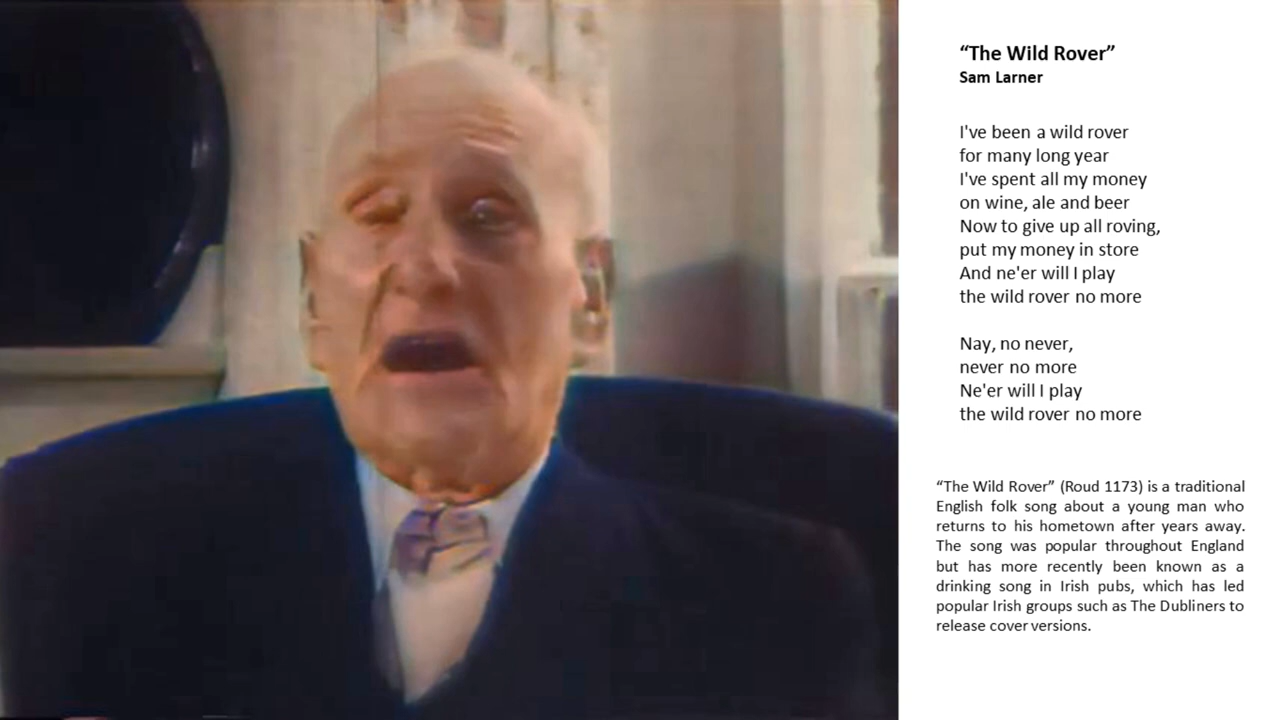 “The Wild Rover”
Sam Larner
I've been a wild rover
for many long year
I've spent all my money
on wine, ale and beer
Now to give up all roving,
put my money in store
And ne'er will I play
the wild rover no more
Nay, no never,
never no more
Ne'er will I play
the wild rover no more
“The Wild Rover” (Roud 1173) is a traditional
English folk song about a young man who
returns to his hometown after years away.
The song was popular throughout England
but has more recently been known as a
drinking song in Irish pubs, which has led
popular Irish groups such as The Dubliners to
release cover versions.